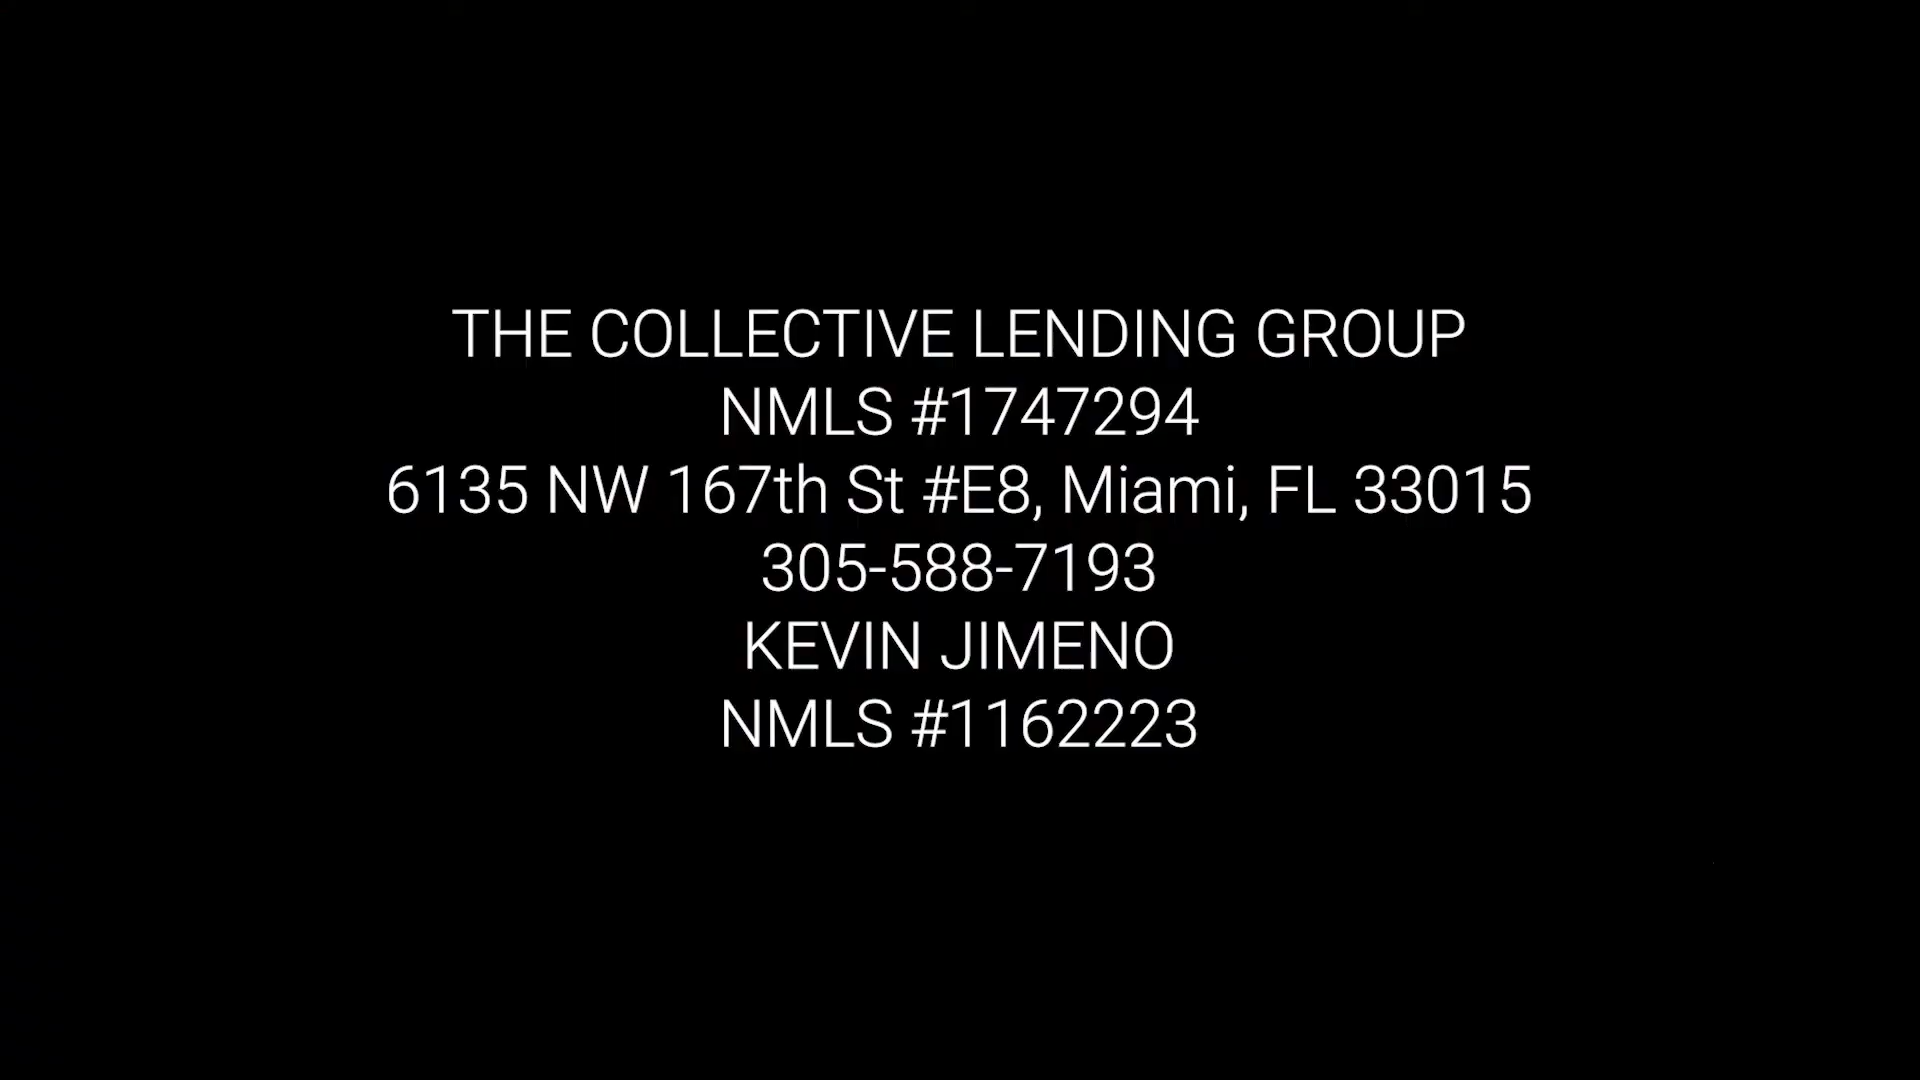 THE COLLECTIVE LENDING GROUP
NMLS #1747294
6135 NW 167th St #E8, Miami, FL 33015
305-588-7193
KEVIN JIMENO
NMLS #1162223